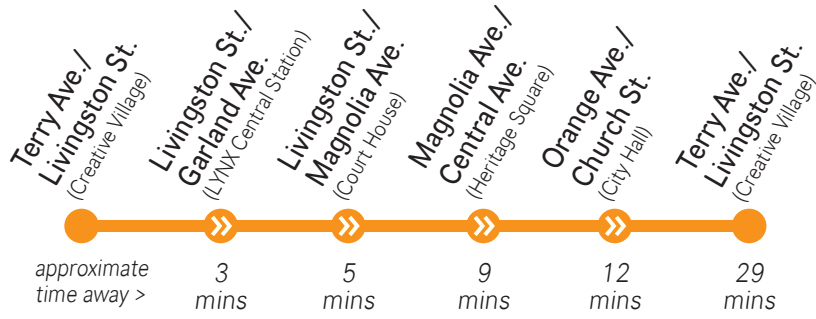 Terry Ave./
Livingston St.
(Creative Village)
Livingston St./
Garland Ave.
(LYNX Central Station)
Livingston St./
Magnolia Ave.
(Court House)
Magnolia Ave./
Central Ave.
(Heritage Square)
Orange Ave./
Church St.
(City Hall)
Terry Ave./
Livingston St.
(Creative Village)
approximate
time away >
3
mins
5
mins
9
mins
12
mins
29
mins